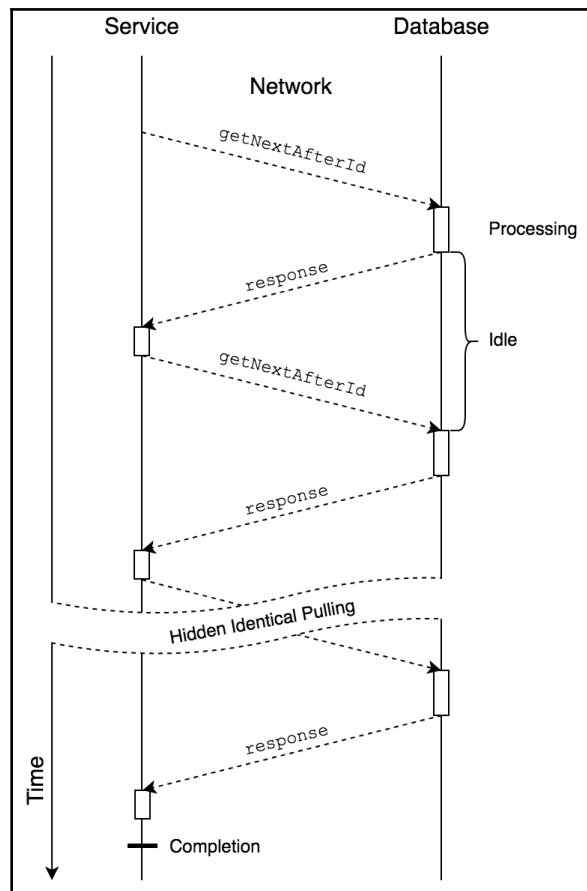 Service
Database
Network
getNextAfterId
Processing
response
Idle
getNextAfterId
response
Hidden Identical Pulling
response
Time
Completion